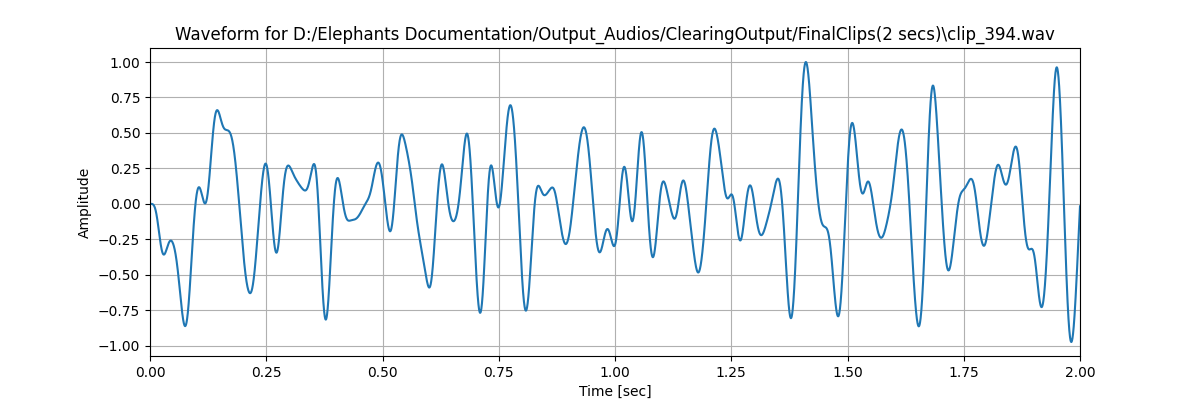 Waveform for D:/Elephants Documentation/Output_Audios/ClearingOutput/FinalClips(2 secs)\clip_394.wav
1.00
0.75
0.50
0.25
0.00
−0.25
−0.50
−0.75
−1.00
Amplitude
0.00 0.25 0.50 0.75 1.00 1.25 1.50 1.75 2.00
Time [sec]